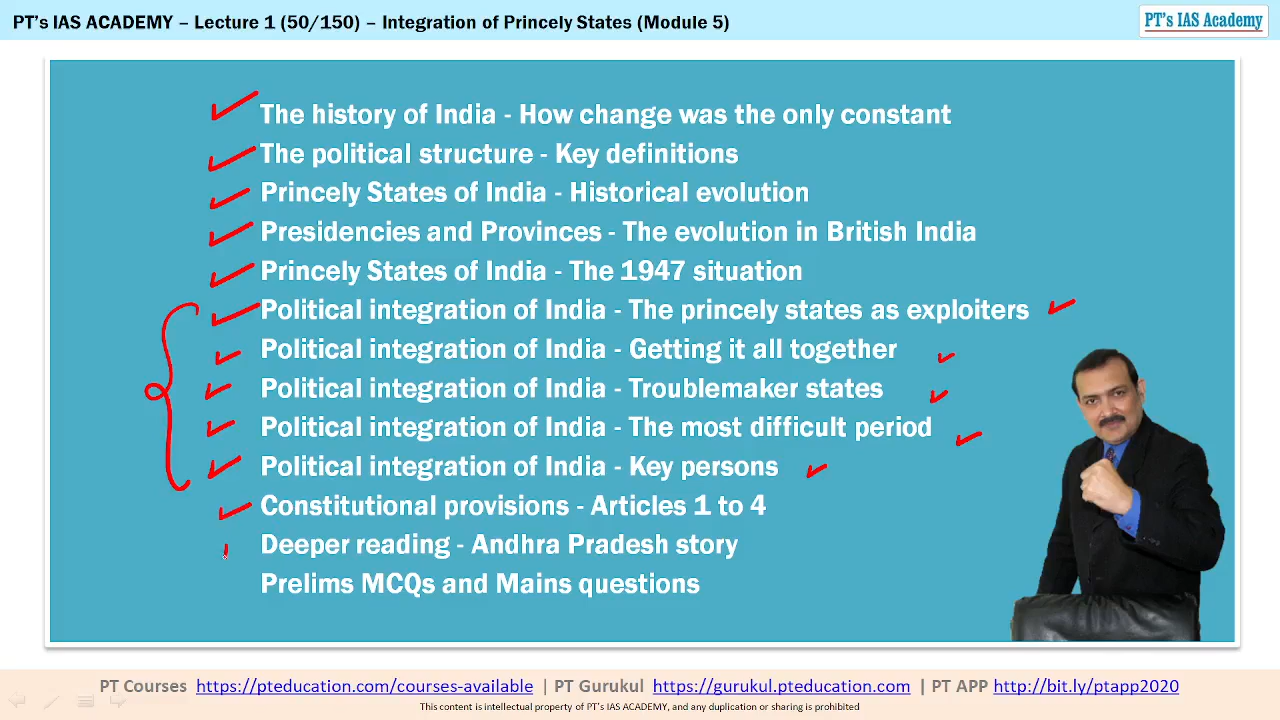 PT's IAS ACADEMY – Lecture 1 (50/150) – Integration of Princely States (Module 5)
PT's IAS Academy
The history of India - How change was the only constant
The political structure - Key definitions
Princely States of India - Historical evolution
Presidencies and Provinces - The evolution in British India
Princely States of India - The 1947 situation
Political integration of India - The princely states as exploiters
Political integration of India - Getting it all together
Political integration of India - Troublemaker states
Political integration of India - The most difficult period
Political integration of India - Key persons
Constitutional provisions - Articles 1 to 4
Deeper reading - Andhra Pradesh story
Prelims MCQs and Mains questions
PT Courses https://pteducation.com/courses-available | PT Gurukul https://gurukul.pteducation.com | PT APP http://bit.ly/ptapp2020
This content is intellectual property of PT's IAS ACADEMY, and any duplication or sharing is prohibited